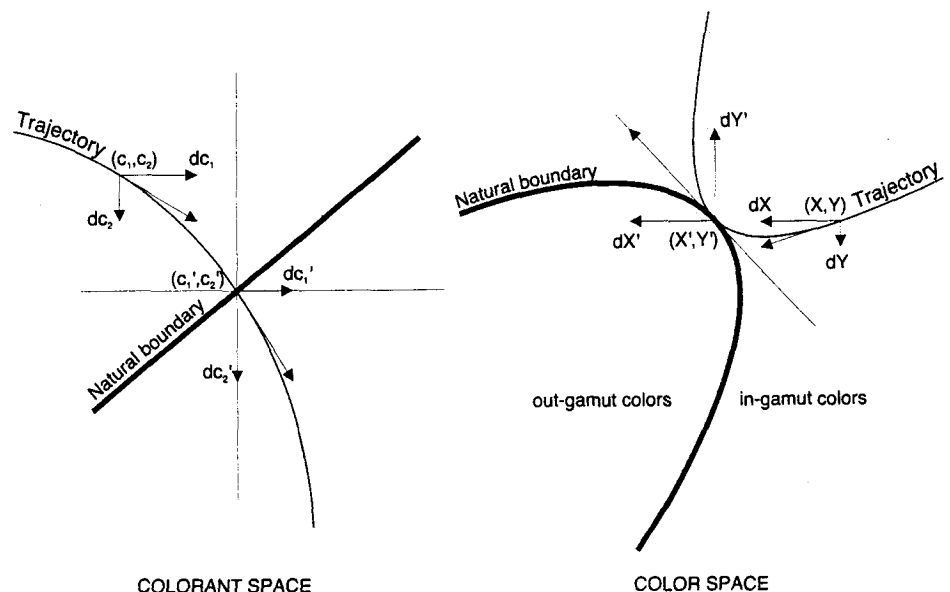 Trajectory
(c₁,c₂)
dc₁
dc₂
(c₁',c₂')
dc₁'
Natural boundary
dc₂'
COLORANT SPACE
dY'
Natural boundary
dX
(X,Y)
Trajectory
dX'
(X',Y')
dY
out-gamut colors
in-gamut colors
COLOR SPACE